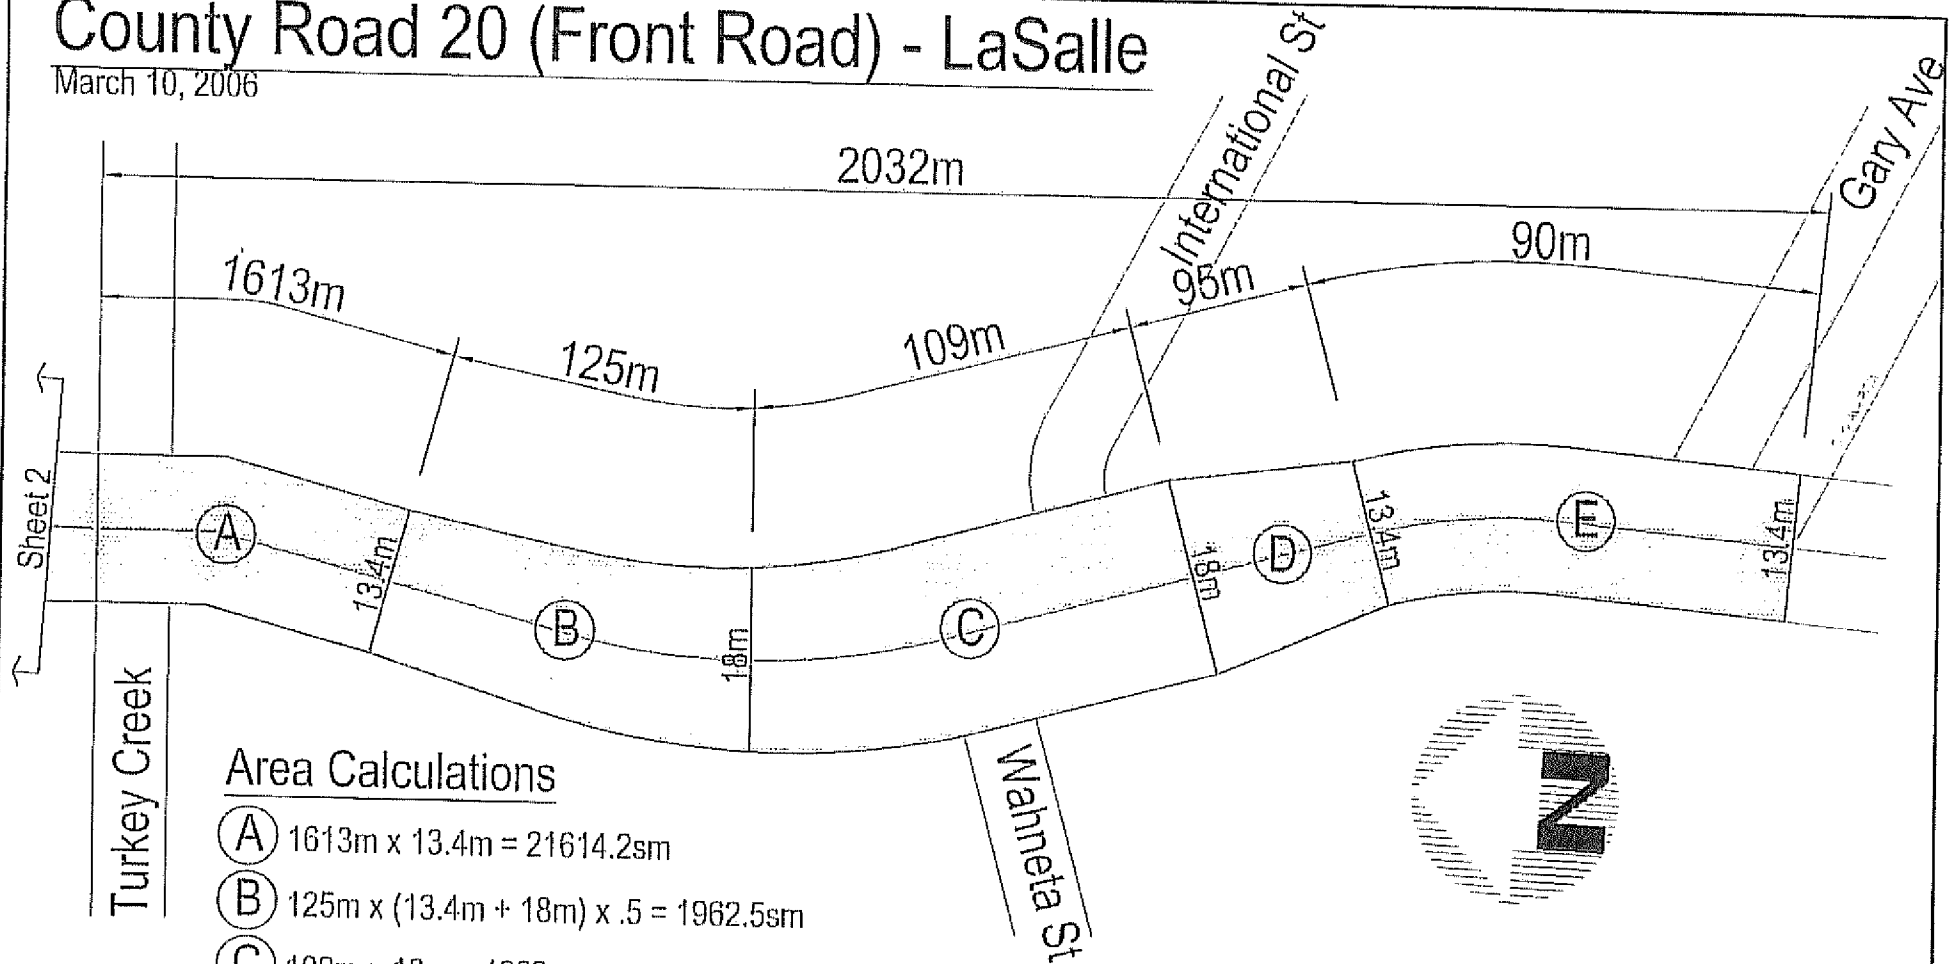 County Road 20 (Front Road) - LaSalle
March 10, 2006
International St
Gary Ave
2032m
1613m
125m
109m
95m
90m
Sheet 2
A
13.4m
B
18m
C
18m
D
13.4m
E
13.4m
Turkey Creek
Wahneta St
N
Area Calculations
A 1613m x 13.4m = 21614.2sm
B 125m x (13.4m + 18m) x .5 = 1962.5sm
C